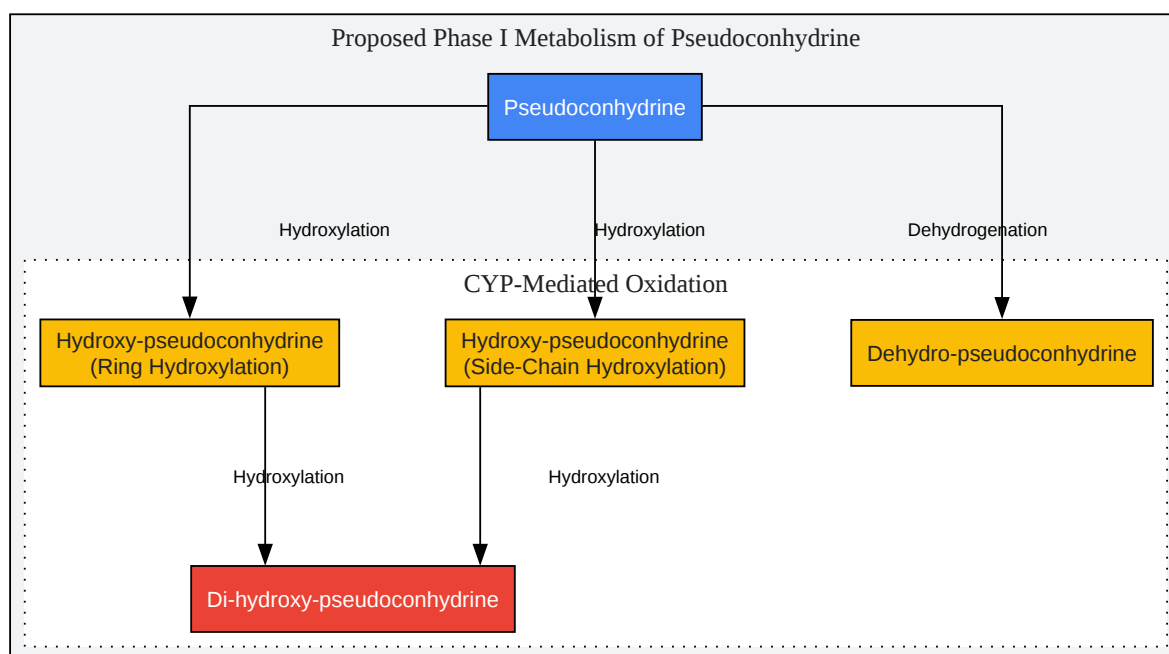 Proposed Phase I Metabolism of Pseudoconhydrine
Pseudoconhydrine
Hydroxylation
Hydroxylation
Dehydrogenation
CYP-Mediated Oxidation
Hydroxy-pseudoconhydrine
(Ring Hydroxylation)
Hydroxy-pseudoconhydrine
(Side-Chain Hydroxylation)
Dehydro-pseudoconhydrine
Hydroxylation
Hydroxylation
Di-hydroxy-pseudoconhydrine